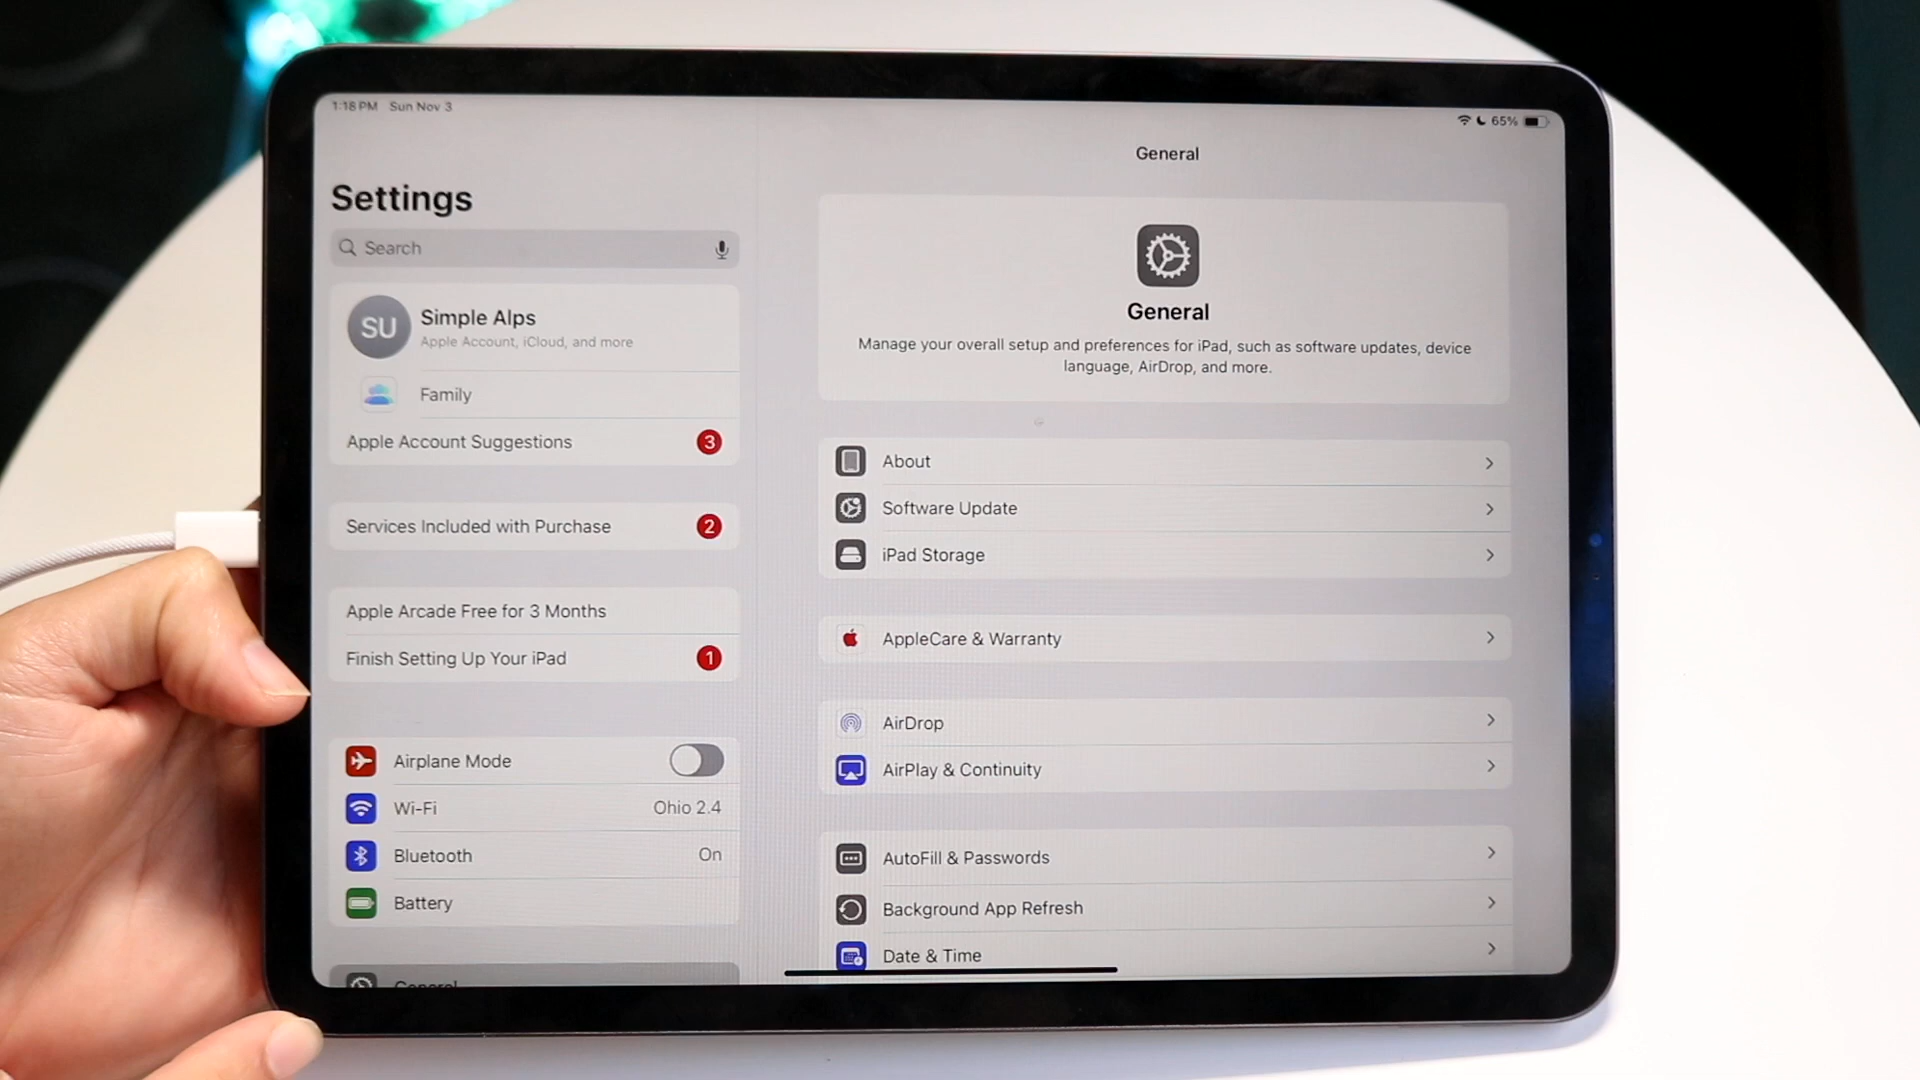 1:18 PM Sun Nov 3
65%
Settings
Search
SU
Simple Alps
Apple Account, iCloud, and more
Family
Apple Account Suggestions 3
Services Included with Purchase 2
Apple Arcade Free for 3 Months
Finish Setting Up Your iPad 1
Airplane Mode
Wi-Fi Ohio 2.4
Bluetooth On
Battery
General
General
General
Manage your overall setup and preferences for iPad, such as software updates, device
language, AirDrop, and more.
About
Software Update
iPad Storage
AppleCare & Warranty
AirDrop
AirPlay & Continuity
AutoFill & Passwords
Background App Refresh
Date & Time